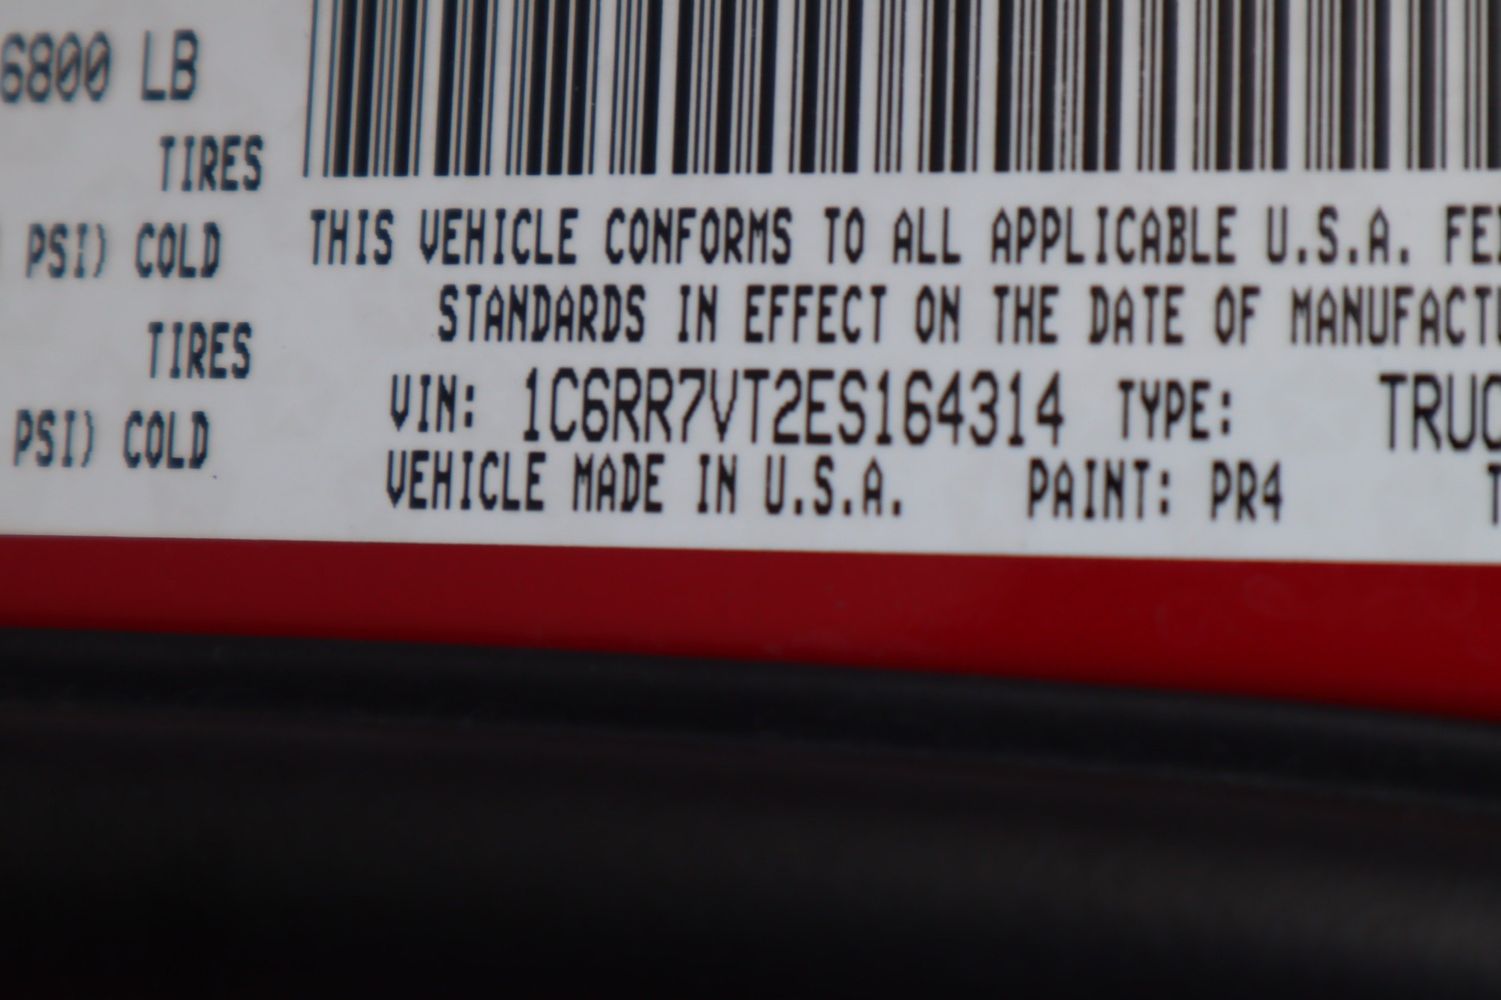 6800 LB
TIRES
PSI) COLD
TIRES
PSI) COLD
THIS VEHICLE CONFORMS TO ALL APPLICABLE U.S.A.
STANDARDS IN EFFECT ON THE DATE OF
VIN: 1C6RR7VT2ES164314 TYPE:
VEHICLE MADE IN U.S.A. PAINT: PR4